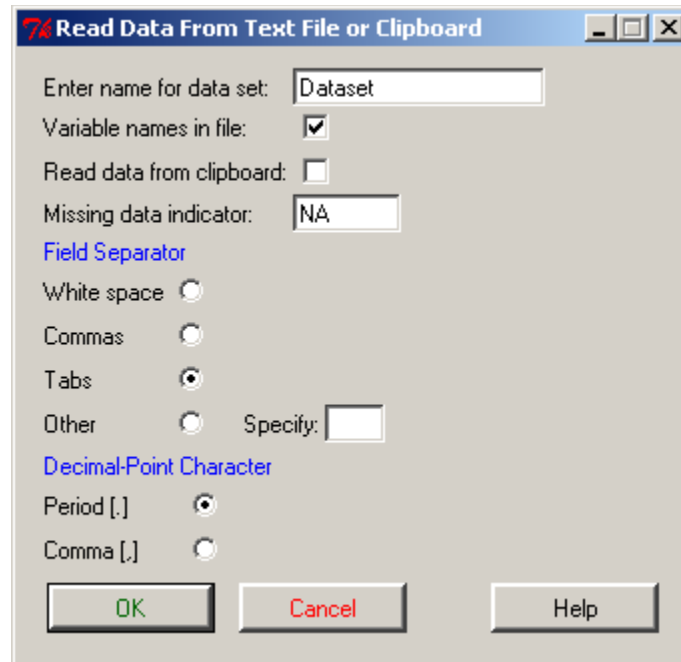 Read Data From Text File or Clipboard
Enter name for data set: Dataset
Variable names in file:
Read data from clipboard:
Missing data indicator: NA
Field Separator
White space
Commas
Tabs
Other Specify:
Decimal-Point Character
Period [.]
Comma [,]
OK Cancel Help